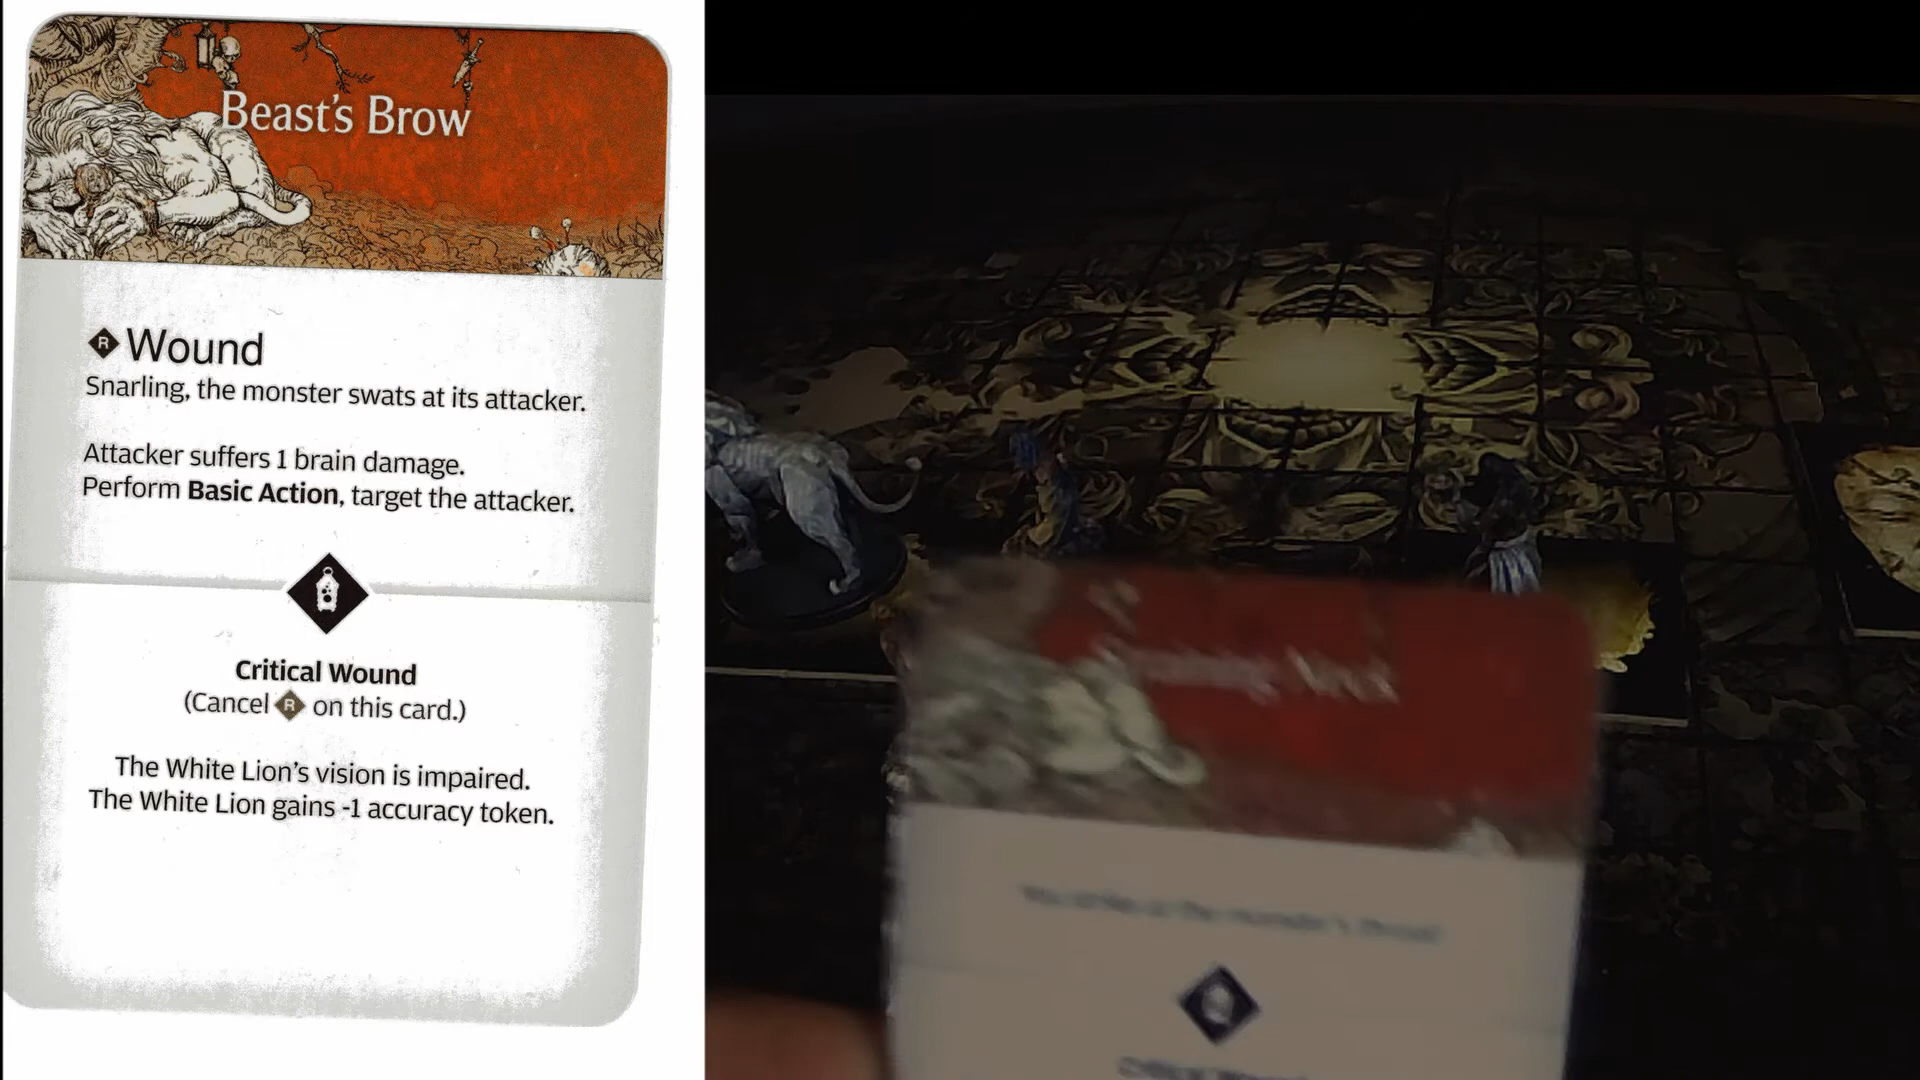 Beast's Brow
R Wound
Snarling, the monster swats at its attacker.
Attacker suffers 1 brain damage.
Perform Basic Action, target the attacker.
Critical Wound
(Cancel R on this card.)
The White Lion's vision is impaired.
The White Lion gains -1 accuracy token.